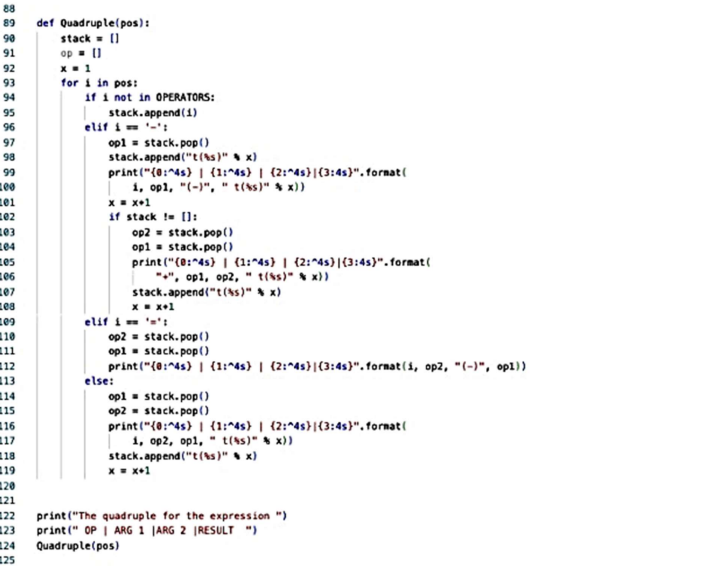 88
89 def Quadruple(pos):
90     stack = []
91     op = []
92     x = 1
93     for i in pos:
94         if i not in OPERATORS:
95             stack.append(i)
96         elif i == '-':
97             op1 = stack.pop()
98             stack.append("t(%s)" % x)
99             print("{0:^4s} | {1:^4s} | {2:^4s}|{3:4s}".format(
100                 i, op1, "(-)", " t(%s)" % x))
101             x = x+1
102             if stack != []:
103                 op2 = stack.pop()
104                 op1 = stack.pop()
105                 print("{0:^4s} | {1:^4s} | {2:^4s}|{3:4s}".format(
106                     "+", op1, op2, " t(%s)" % x))
107                 stack.append("t(%s)" % x)
108                 x = x+1
109         elif i == '=':
110             op2 = stack.pop()
111             op1 = stack.pop()
112             print("{0:^4s} | {1:^4s} | {2:^4s}|{3:4s}".format(i, op2, "(-)", op1))
113         else:
114             op1 = stack.pop()
115             op2 = stack.pop()
116             print("{0:^4s} | {1:^4s} | {2:^4s}|{3:4s}".format(
117                 i, op2, op1, " t(%s)" % x))
118             stack.append("t(%s)" % x)
119             x = x+1
120
121
122 print("The quadruple for the expression ")
123 print(" OP | ARG 1 |ARG 2 |RESULT  ")
124 Quadruple(pos)
125